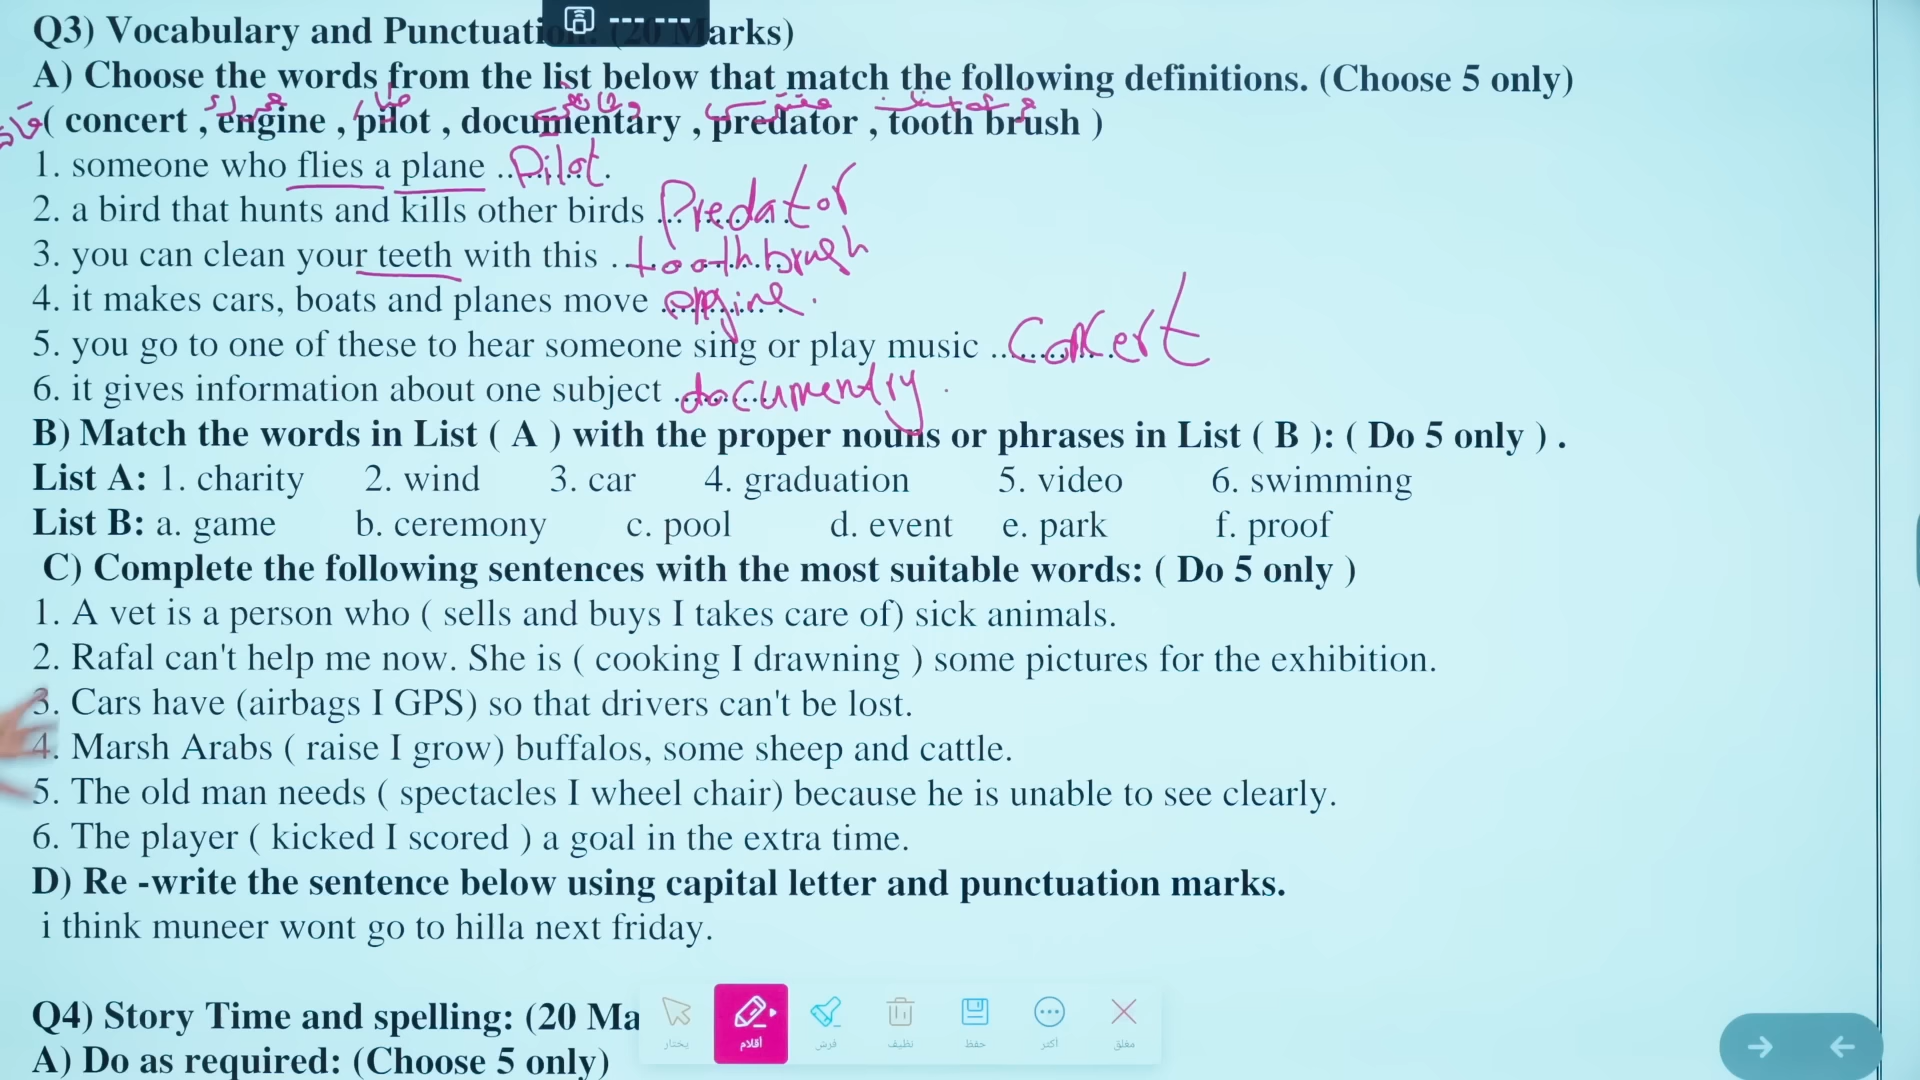 Q3) Vocabulary and Punctuati (20 Marks)
A) Choose the words from the list below that match the following definitions. (Choose 5 only)
( concert , engine , pilot , documentary , predator , tooth brush )
1. someone who flies a plane .. Pilot.
2. a bird that hunts and kills other birds ... Predator
3. you can clean your teeth with this .. toothbrush
4. it makes cars, boats and planes move engine.
5. you go to one of these to hear someone sing or play music .. Concert
6. it gives information about one subject . documentry
B) Match the words in List ( A ) with the proper nouns or phrases in List ( B ): ( Do 5 only ) .
List A: 1. charity 2. wind 3. car 4. graduation 5. video 6. swimming
List B: a. game b. ceremony c. pool d. event e. park f. proof
C) Complete the following sentences with the most suitable words: ( Do 5 only )
1. A vet is a person who ( sells and buys I takes care of) sick animals.
2. Rafal can't help me now. She is ( cooking I drawning ) some pictures for the exhibition.
3. Cars have (airbags I GPS) so that drivers can't be lost.
4. Marsh Arabs ( raise I grow) buffalos, some sheep and cattle.
5. The old man needs ( spectacles I wheel chair) because he is unable to see clearly.
6. The player ( kicked I scored ) a goal in the extra time.
D) Re -write the sentence below using capital letter and punctuation marks.
i think muneer wont go to hilla next friday.
Q4) Story Time and spelling: (20 Ma
A) Do as required: (Choose 5 only)
يختار أقلام فرش نظيف حفظ أكثر مغلق